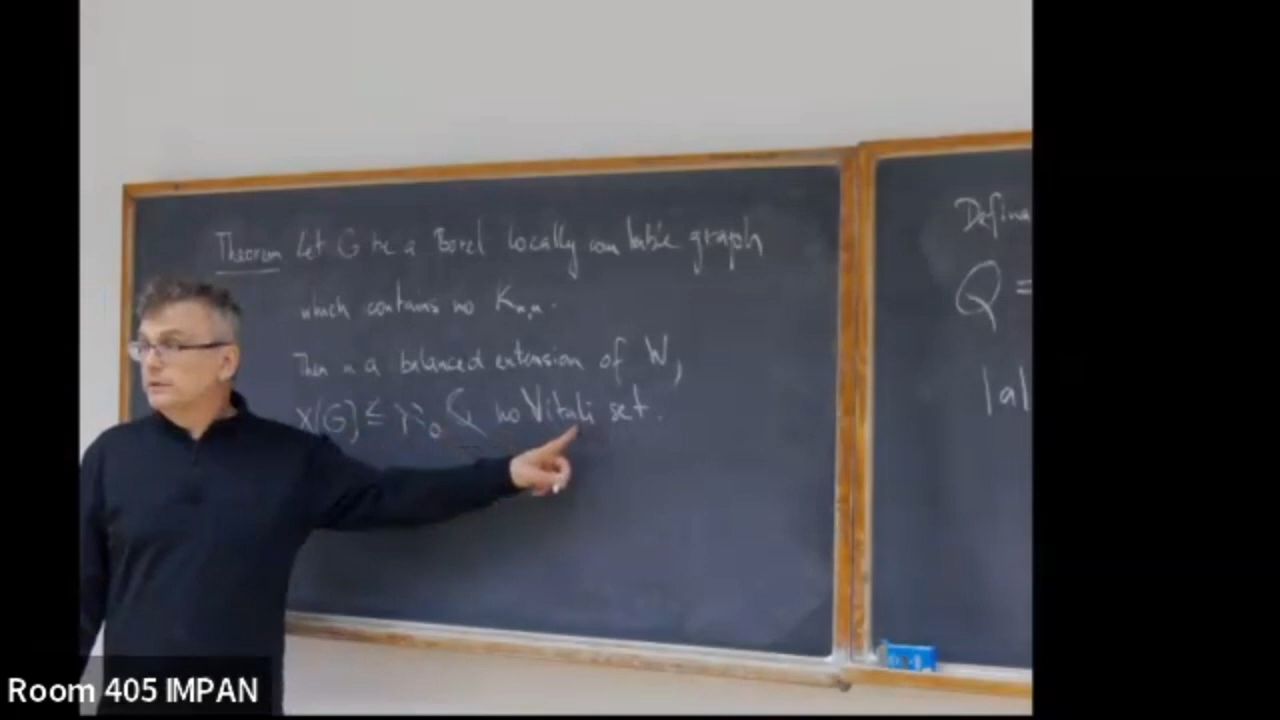 Theorem Let G be a Borel locally countable graph
which contains no K_{n,n}.
Then in a balanced extension of W,
X(G) ≤ ℵ_0 & no Vitali set.
Defina
Q =
|a|
Room 405 IMPAN